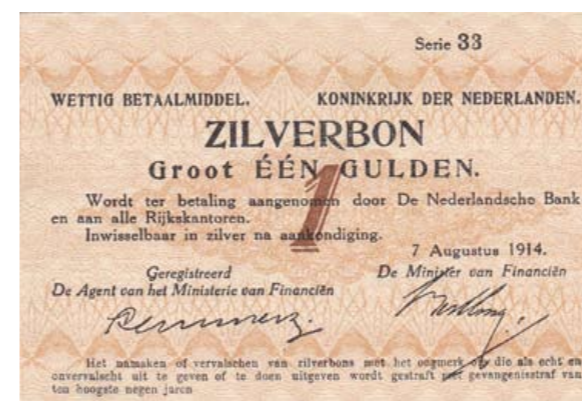 Serie 33
WETTIG BETAALMIDDEL. KONINKRIJK DER NEDERLANDEN.
ZILVERBON
Groot ÉÉN GULDEN.
1
Wordt ter betaling aangenomen door De Nederlandsche Bank
en aan alle Rijkskantoren.
Inwisselbaar in zilver na aankondiging.
7 Augustus 1914.
Geregistreerd De Minister van Financiën
De Agent van het Ministerie van Financiën
Het namaken of vervalschen van zilverbons met het oogmerk om die als echt en
onvervalscht uit te geven of te doen uitgeven wordt gestraft met gevangenisstraf van
ten hoogste negen jaren